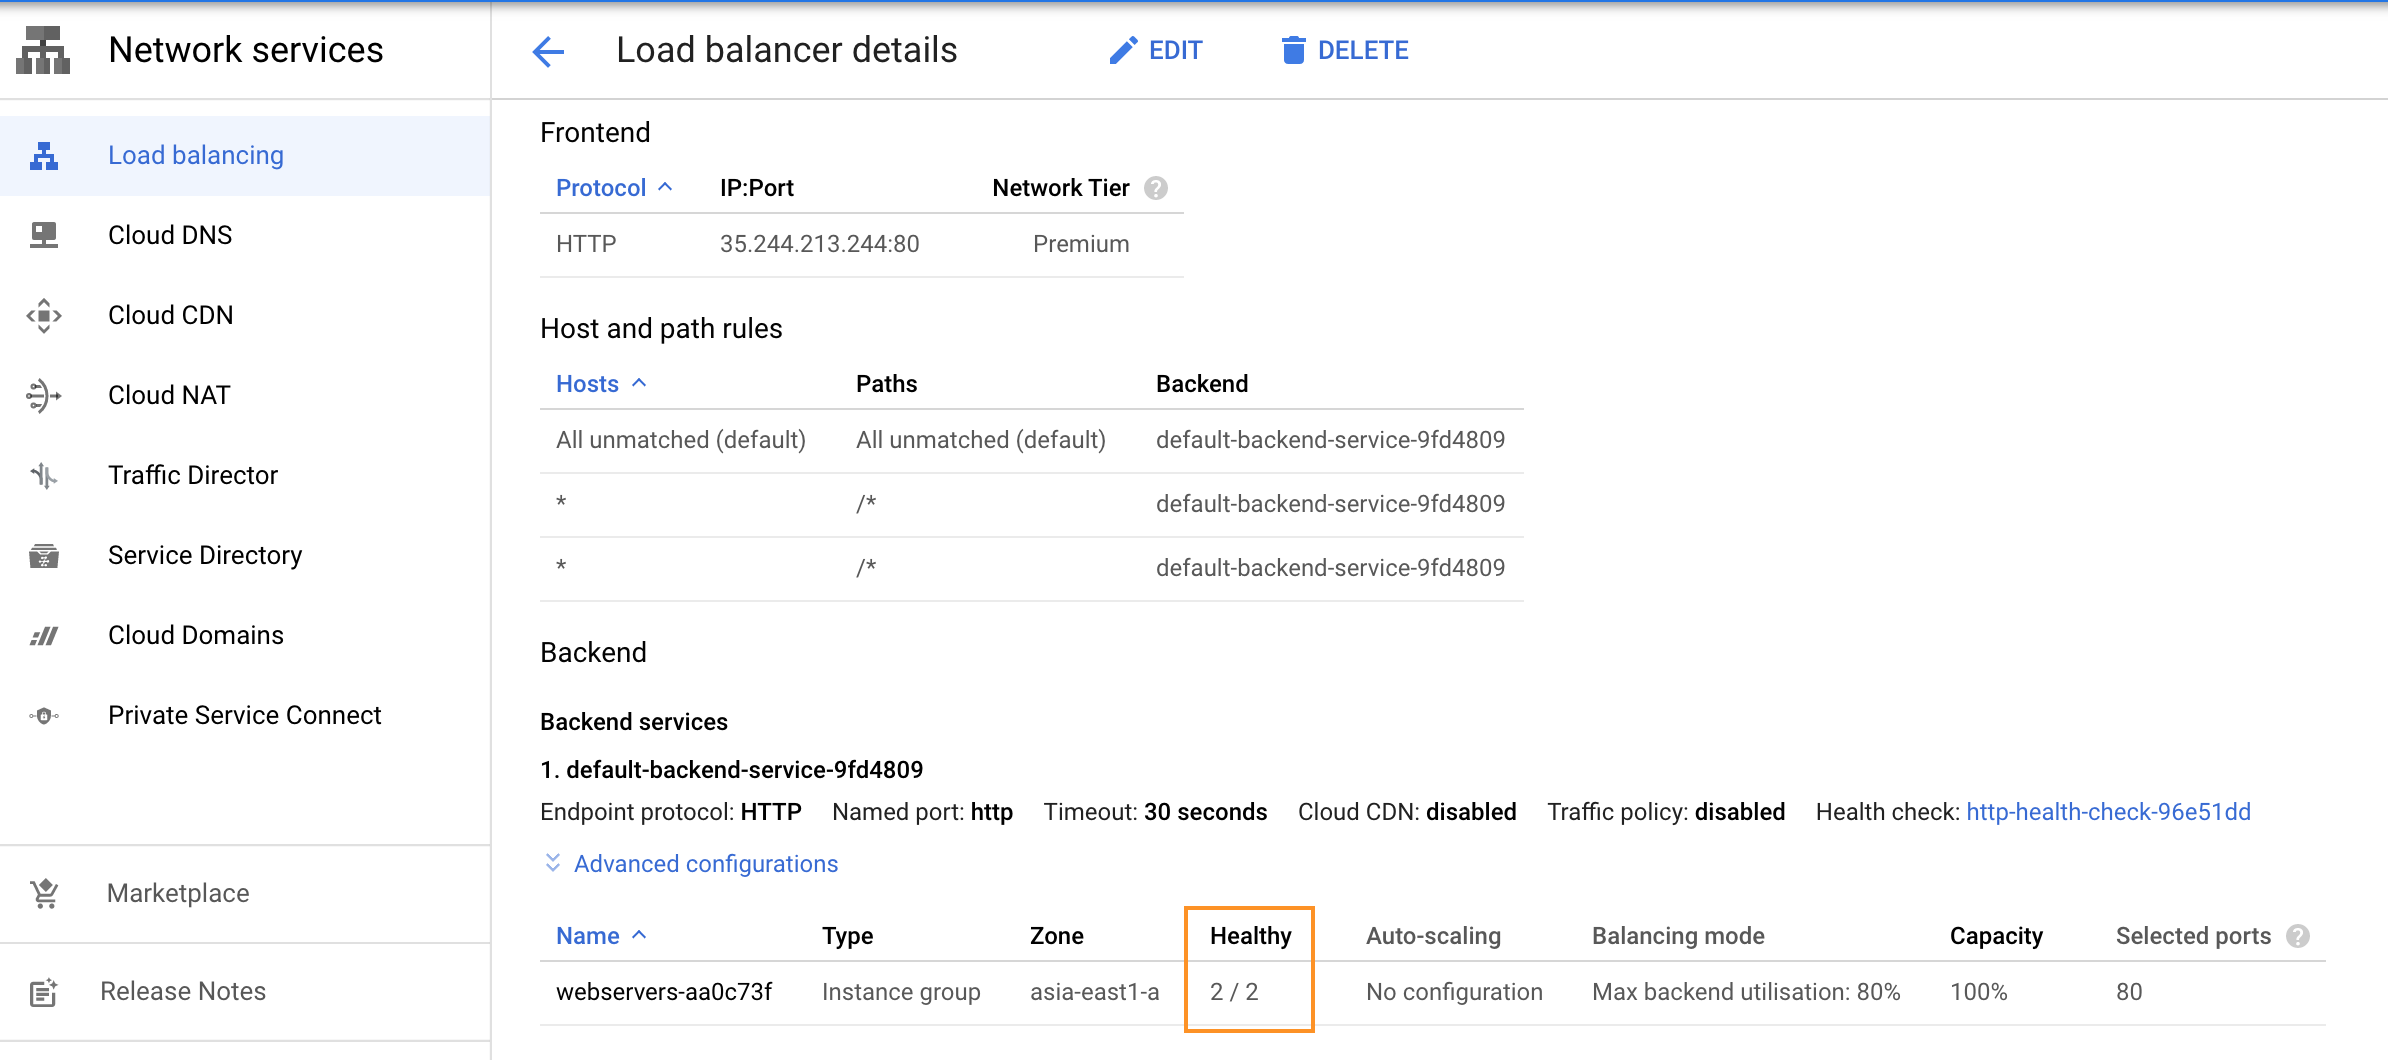 Network services
Load balancer details EDIT DELETE
Load balancing
Cloud DNS
Cloud CDN
Cloud NAT
Traffic Director
Service Directory
Cloud Domains
Private Service Connect
Marketplace
Release Notes
Frontend
Protocol IP:Port Network Tier ?
HTTP 35.244.213.244:80 Premium
Host and path rules
Hosts Paths Backend
All unmatched (default) All unmatched (default) default-backend-service-9fd4809
* /* default-backend-service-9fd4809
* /* default-backend-service-9fd4809
Backend
Backend services
1. default-backend-service-9fd4809
Endpoint protocol: HTTP Named port: http Timeout: 30 seconds Cloud CDN: disabled Traffic policy: disabled Health check: http-health-check-96e51dd
Advanced configurations
Name Type Zone Healthy Auto-scaling Balancing mode Capacity Selected ports ?
webservers-aa0c73f Instance group asia-east1-a 2 / 2 No configuration Max backend utilisation: 80% 100% 80